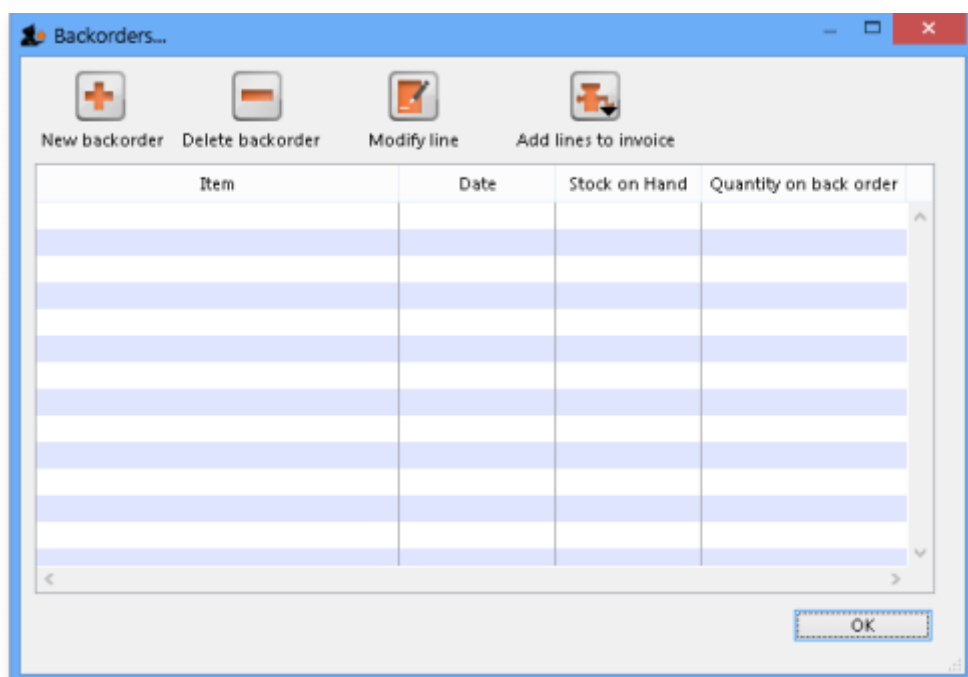 Backorders...
New backorder Delete backorder Modify line Add lines to invoice
Item Date Stock on Hand Quantity on back order
OK